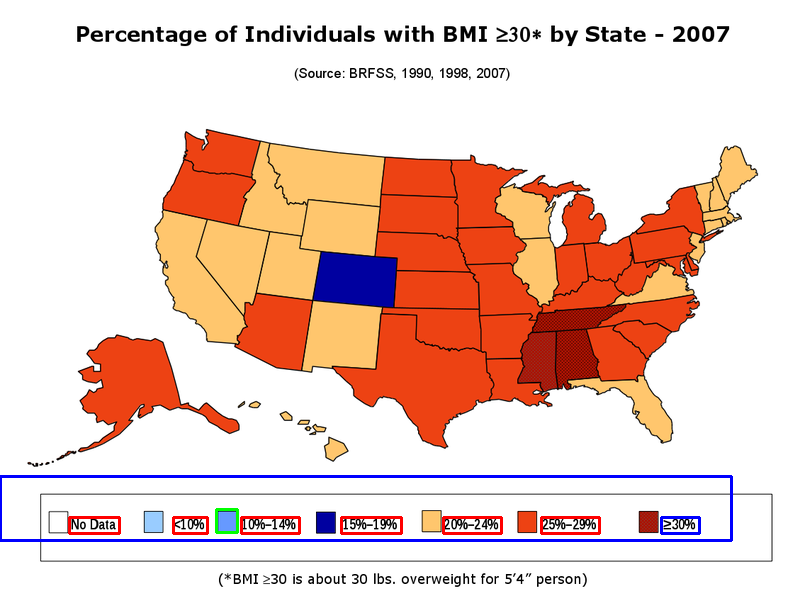 Percentage of Individuals with BMI ≥30* by State - 2007
(Source: BRFSS, 1990, 1998, 2007)
No Data <10% 10%–14% 15%–19% 20%–24% 25%–29% ≥30%
(*BMI ≥30 is about 30 lbs. overweight for 5’4” person)